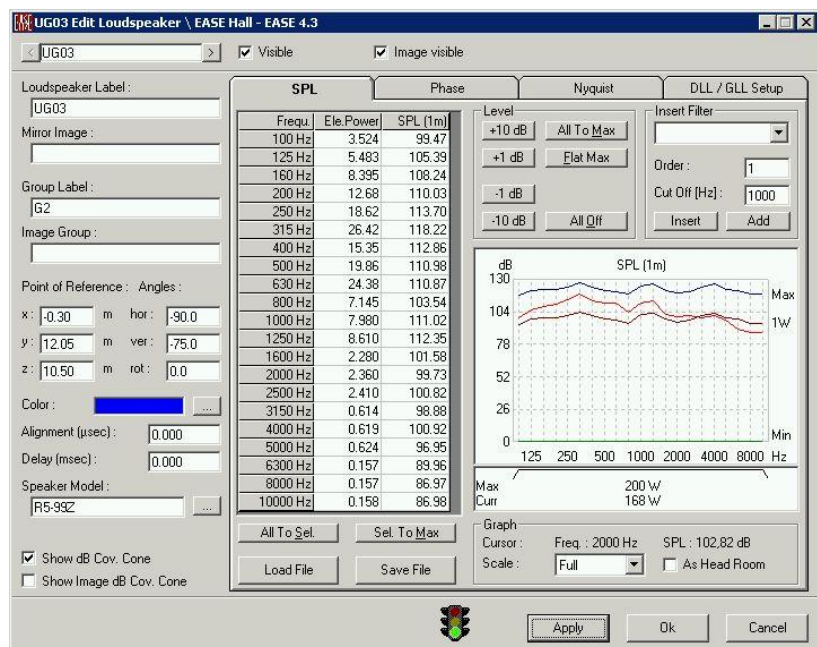 UG03 Edit Loudspeaker \ EASE Hall - EASE 4.3
< UG03 > Visible Image visible
Loudspeaker Label :
UG03
Mirror Image :
Group Label :
G2
Image Group :
Point of Reference : Angles :
x : -0.30 m hor : -90.0
y : 12.05 m ver : -75.0
z : 10.50 m rot : 0.0
Color : ...
Alignment (µsec) : 0.000
Delay (msec) : 0.000
Speaker Model :
R5-99Z ...
Show dB Cov. Cone
Show Image dB Cov. Cone
SPL Phase Nyquist DLL / GLL Setup
Frequ. Ele.Power SPL (1m)
100 Hz 3.524 99.47
125 Hz 5.483 105.39
160 Hz 8.395 108.24
200 Hz 12.68 110.03
250 Hz 18.62 113.70
315 Hz 26.42 118.22
400 Hz 15.35 112.86
500 Hz 19.86 110.98
630 Hz 24.38 110.87
800 Hz 7.145 103.54
1000 Hz 7.980 111.02
1250 Hz 8.610 112.35
1600 Hz 2.280 101.58
2000 Hz 2.360 99.73
2500 Hz 2.410 100.82
3150 Hz 0.614 98.88
4000 Hz 0.619 100.92
5000 Hz 0.624 96.95
6300 Hz 0.157 89.96
8000 Hz 0.157 86.97
10000 Hz 0.158 86.98
All To Sel. Sel. To Max
Load File Save File
Level
+10 dB All To Max
+1 dB Flat Max
-1 dB
-10 dB All Off
Insert Filter
Order : 1
Cut Off [Hz] : 1000
Insert Add
dB SPL (1m)
130
Max
104
1W
78
52
26
Min
0
125 250 500 1000 2000 4000 8000 Hz
Max 200 W
Curr 168 W
Graph
Cursor : Freq. : 2000 Hz SPL : 102,82 dB
Scale : Full As Head Room
Apply Ok Cancel